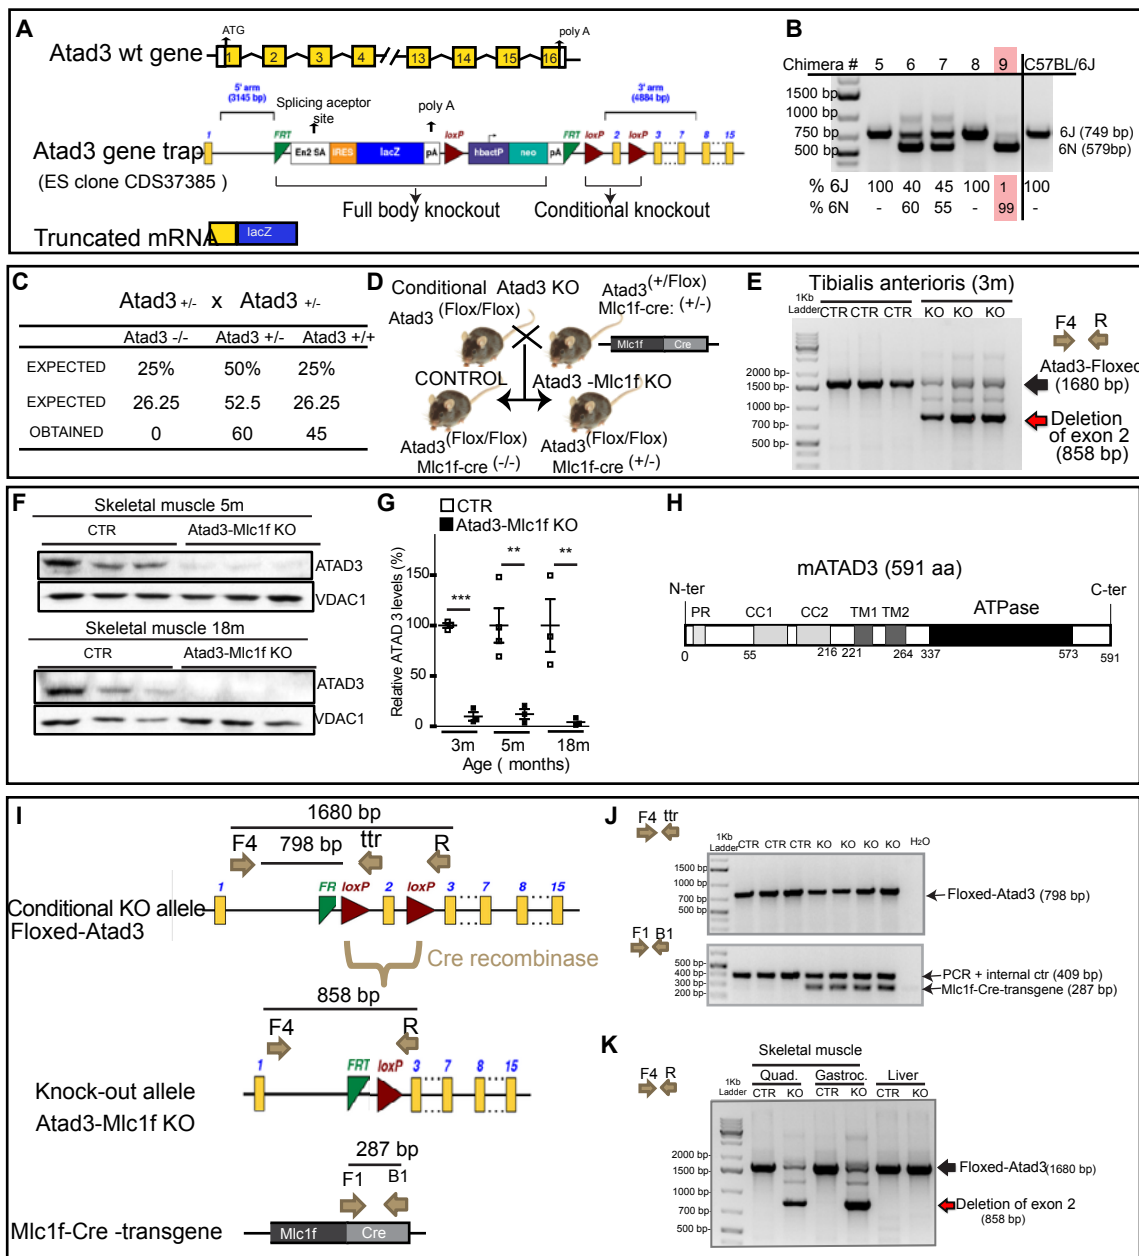 A
Atad3 wt gene
ATG
poly A
1 2 3 4 13 14 15 16
5' arm
(3145 bp)
3' arm
(4884 bp)
Splicing aceptor
site
poly A
1 FRT loxP FRT loxP 2 loxP 3 7 8 15
Atad3 gene trap
En2 SA IRES lacZ pA hbactP neo pA
(ES clone CDS37385 )
Full body knockout Conditional knockout
Truncated mRNA
lacZ
B
Chimera # 5 6 7 8 9 C57BL/6J
1500 bp
1000 bp
750 bp
500 bp
6J (749 bp)
6N (579bp)
% 6J 100 40 45 100 1 100
% 6N - 60 55 - 99 -
C
Atad3 +/- x Atad3 +/-
Atad3 -/- Atad3 +/- Atad3 +/+
EXPECTED 25% 50% 25%
EXPECTED 26.25 52.5 26.25
OBTAINED 0 60 45
D
Conditional Atad3 KO
Atad3 (Flox/Flox)
Atad3 (+/Flox)
Mlc1f-cre: (+/-)
Mlc1f Cre
CONTROL Atad3 -Mlc1f KO
Atad3 (Flox/Flox) Atad3 (Flox/Flox)
Mlc1f-cre (-/-) Mlc1f-cre (+/-)
E
Tibialis anterioris (3m)
1Kb
Ladder
CTR CTR CTR KO KO KO
F4 R
2000 bp-
1500 bp-
1000 bp-
700 bp-
500 bp-
Atad3-Floxed
(1680 bp)
Deletion
of exon 2
(858 bp)
F
Skeletal muscle 5m
CTR Atad3-Mlc1f KO
ATAD3
VDAC1
Skeletal muscle 18m
CTR Atad3-Mlc1f KO
ATAD3
VDAC1
G
CTR
Atad3-Mlc1f KO
Relative ATAD 3 levels (%)
150
100
50
0
*** ** **
3m 5m 18m
Age ( months)
H
mATAD3 (591 aa)
N-ter C-ter
PR CC1 CC2 TM1 TM2 ATPase
0 55 216 221 264 337 573 591
I
1680 bp
F4 798 bp ttr R
1 FR loxP 2 loxP 3 7 8 15
Conditional KO allele
Floxed-Atad3
Cre recombinase
858 bp
F4 R
1 FRT loxP 3 7 8 15
Knock-out allele
Atad3-Mlc1f KO
287 bp
F1 B1
Mlc1f-Cre -transgene
Mlc1f Cre
J
F4 ttr
1Kb
Ladder
CTR CTR CTR KO KO KO KO H2O
1500 bp-
1000 bp-
700 bp-
500 bp-
Floxed-Atad3 (798 bp)
F1 B1
500 bp-
400 bp-
300 bp-
200 bp-
PCR + internal ctr (409 bp)
Mlc1f-Cre-transgene (287 bp)
K
F4 R
Skeletal muscle
Quad. Gastroc. Liver
1Kb
Ladder
CTR KO CTR KO CTR KO
2000 bp-
1500 bp-
1000 bp-
700 bp-
500 bp-
Floxed-Atad3 (1680 bp)
Deletion of exon 2
(858 bp)